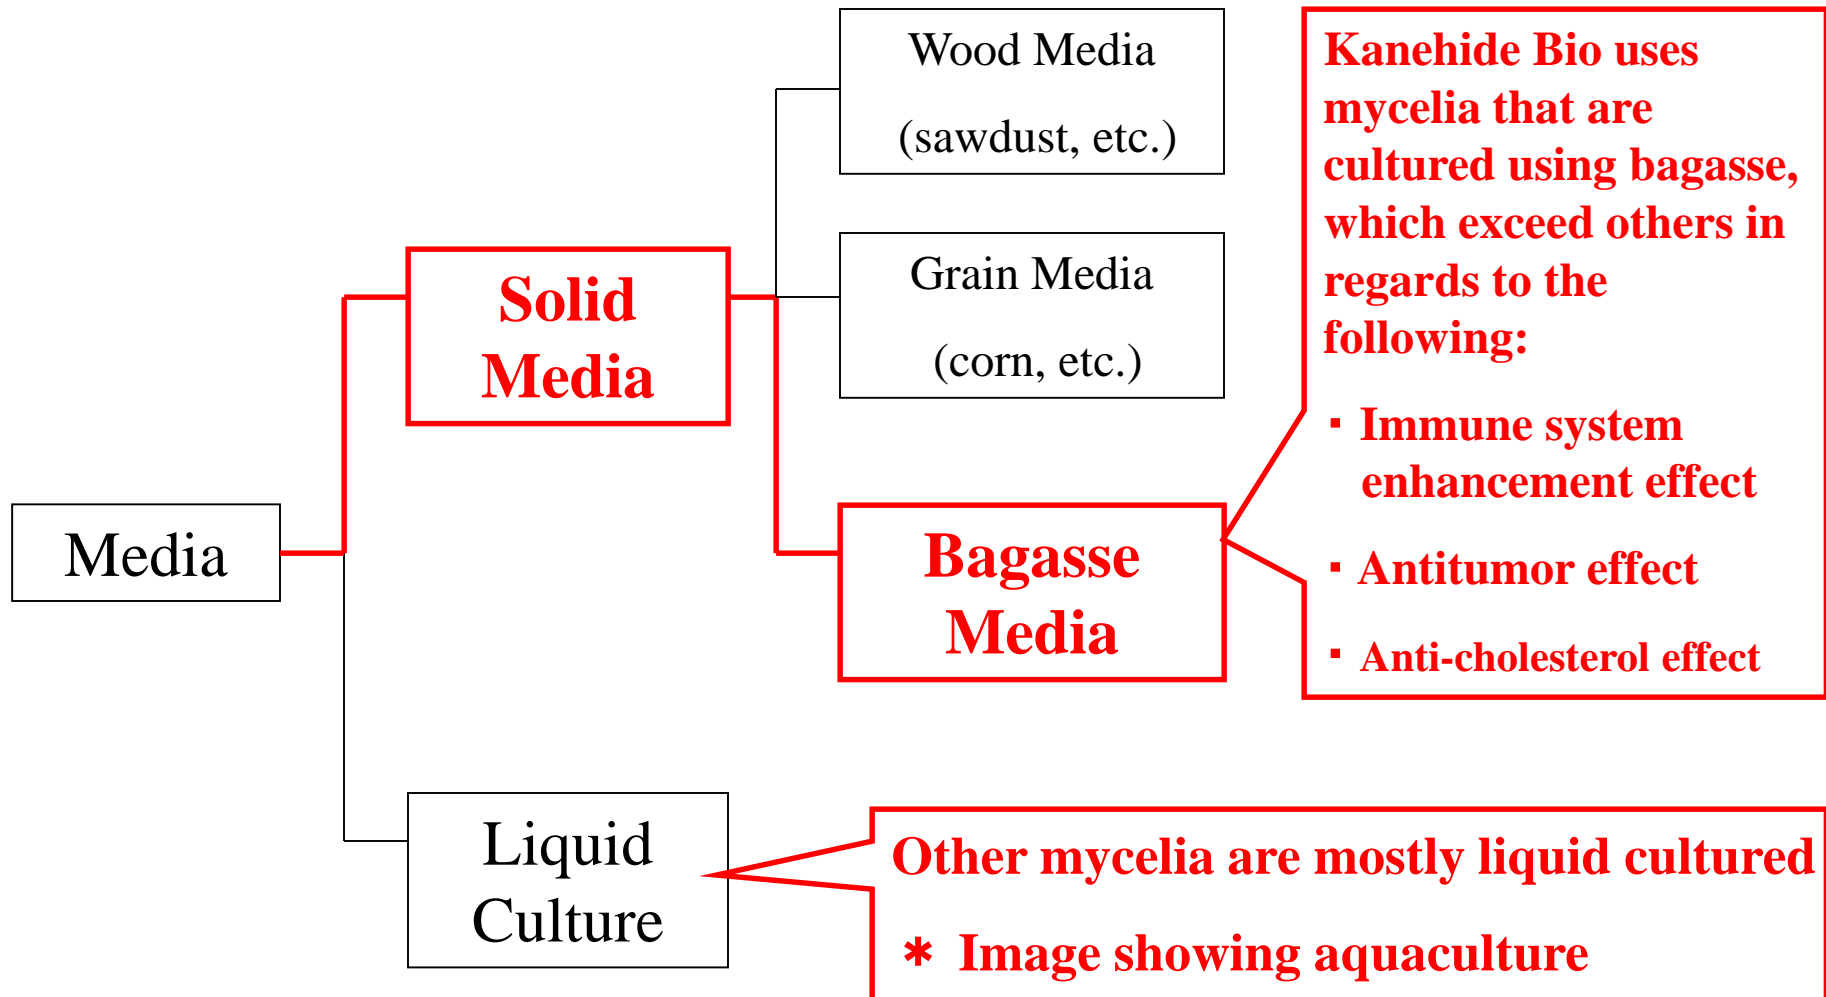 Media
Solid
Media
Liquid
Culture
Wood Media
(sawdust, etc.)
Grain Media
(corn, etc.)
Bagasse
Media
Kanehide Bio uses
mycelia that are
cultured using bagasse,
which exceed others in
regards to the
following:
▪ Immune system
enhancement effect
▪ Antitumor effect
▪ Anti-cholesterol effect
Other mycelia are mostly liquid cultured
* Image showing aquaculture